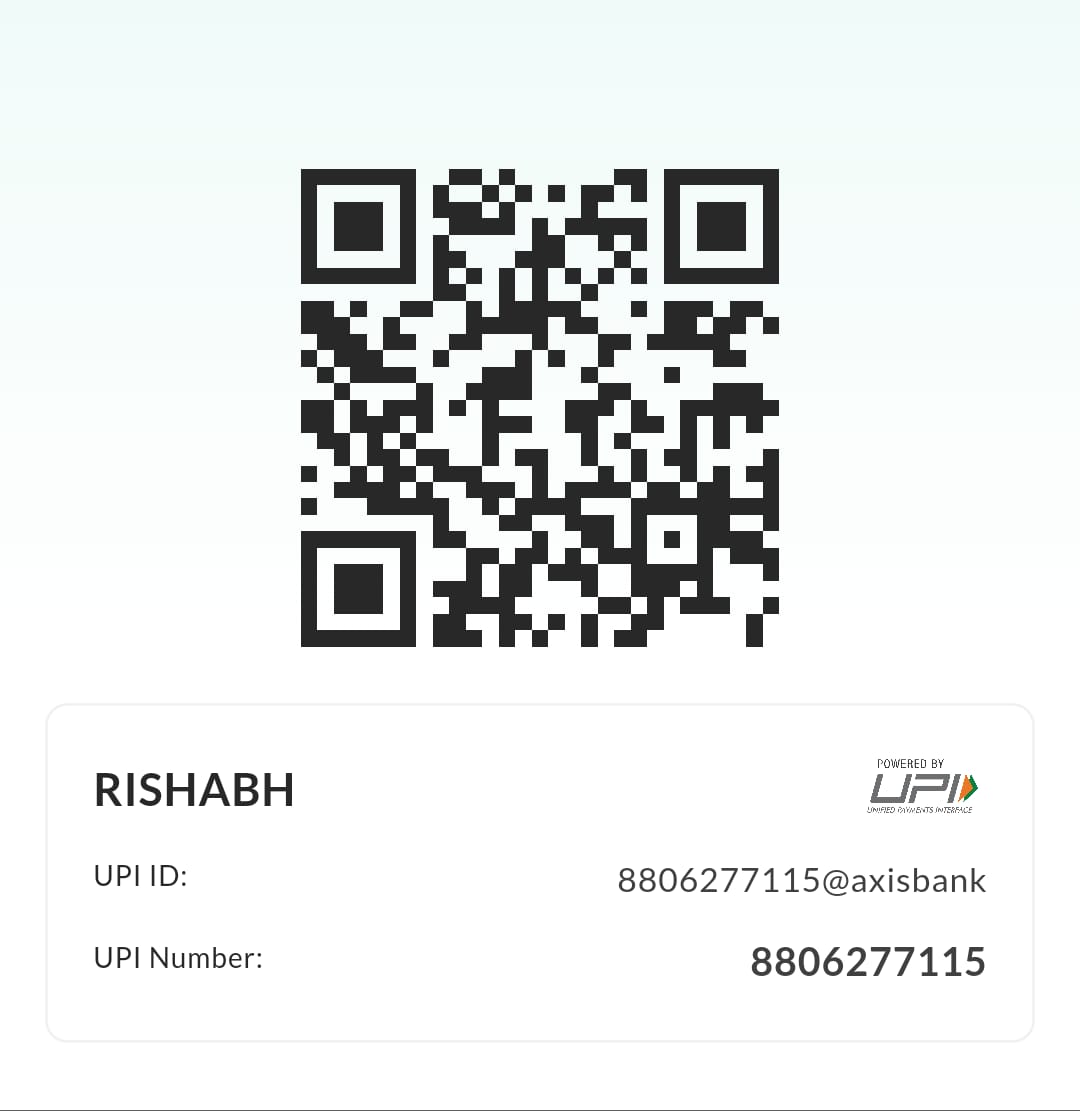 RISHABH
POWERED BY
UPI
UNIFIED PAYMENTS INTERFACE
UPI ID:
8806277115@axisbank
UPI Number:
8806277115